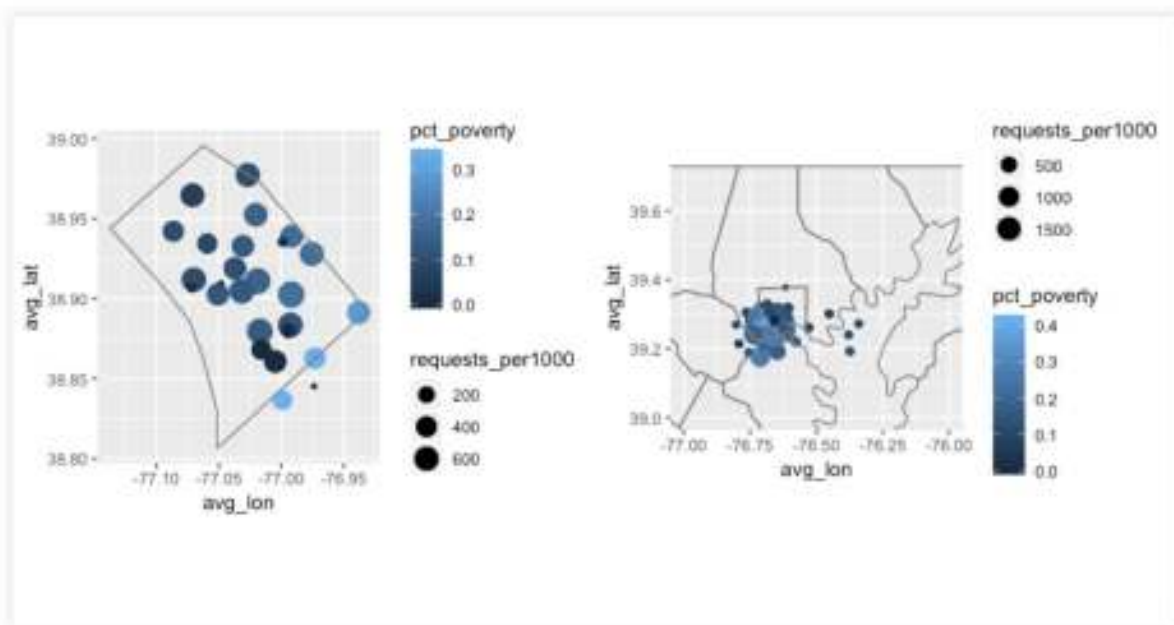 pct_poverty
0.3
0.2
0.1
0.0
requests_per1000
200
400
600
39.00
38.95
38.90
38.85
38.80
avg_lat
-77.10 -77.05 -77.00 -76.95
avg_lon
requests_per1000
500
1000
1500
pct_poverty
0.4
0.3
0.2
0.1
0.0
39.6
39.4
39.2
39.0
avg_lat
-77.00 -76.75 -76.50 -76.25 -76.00
avg_lon